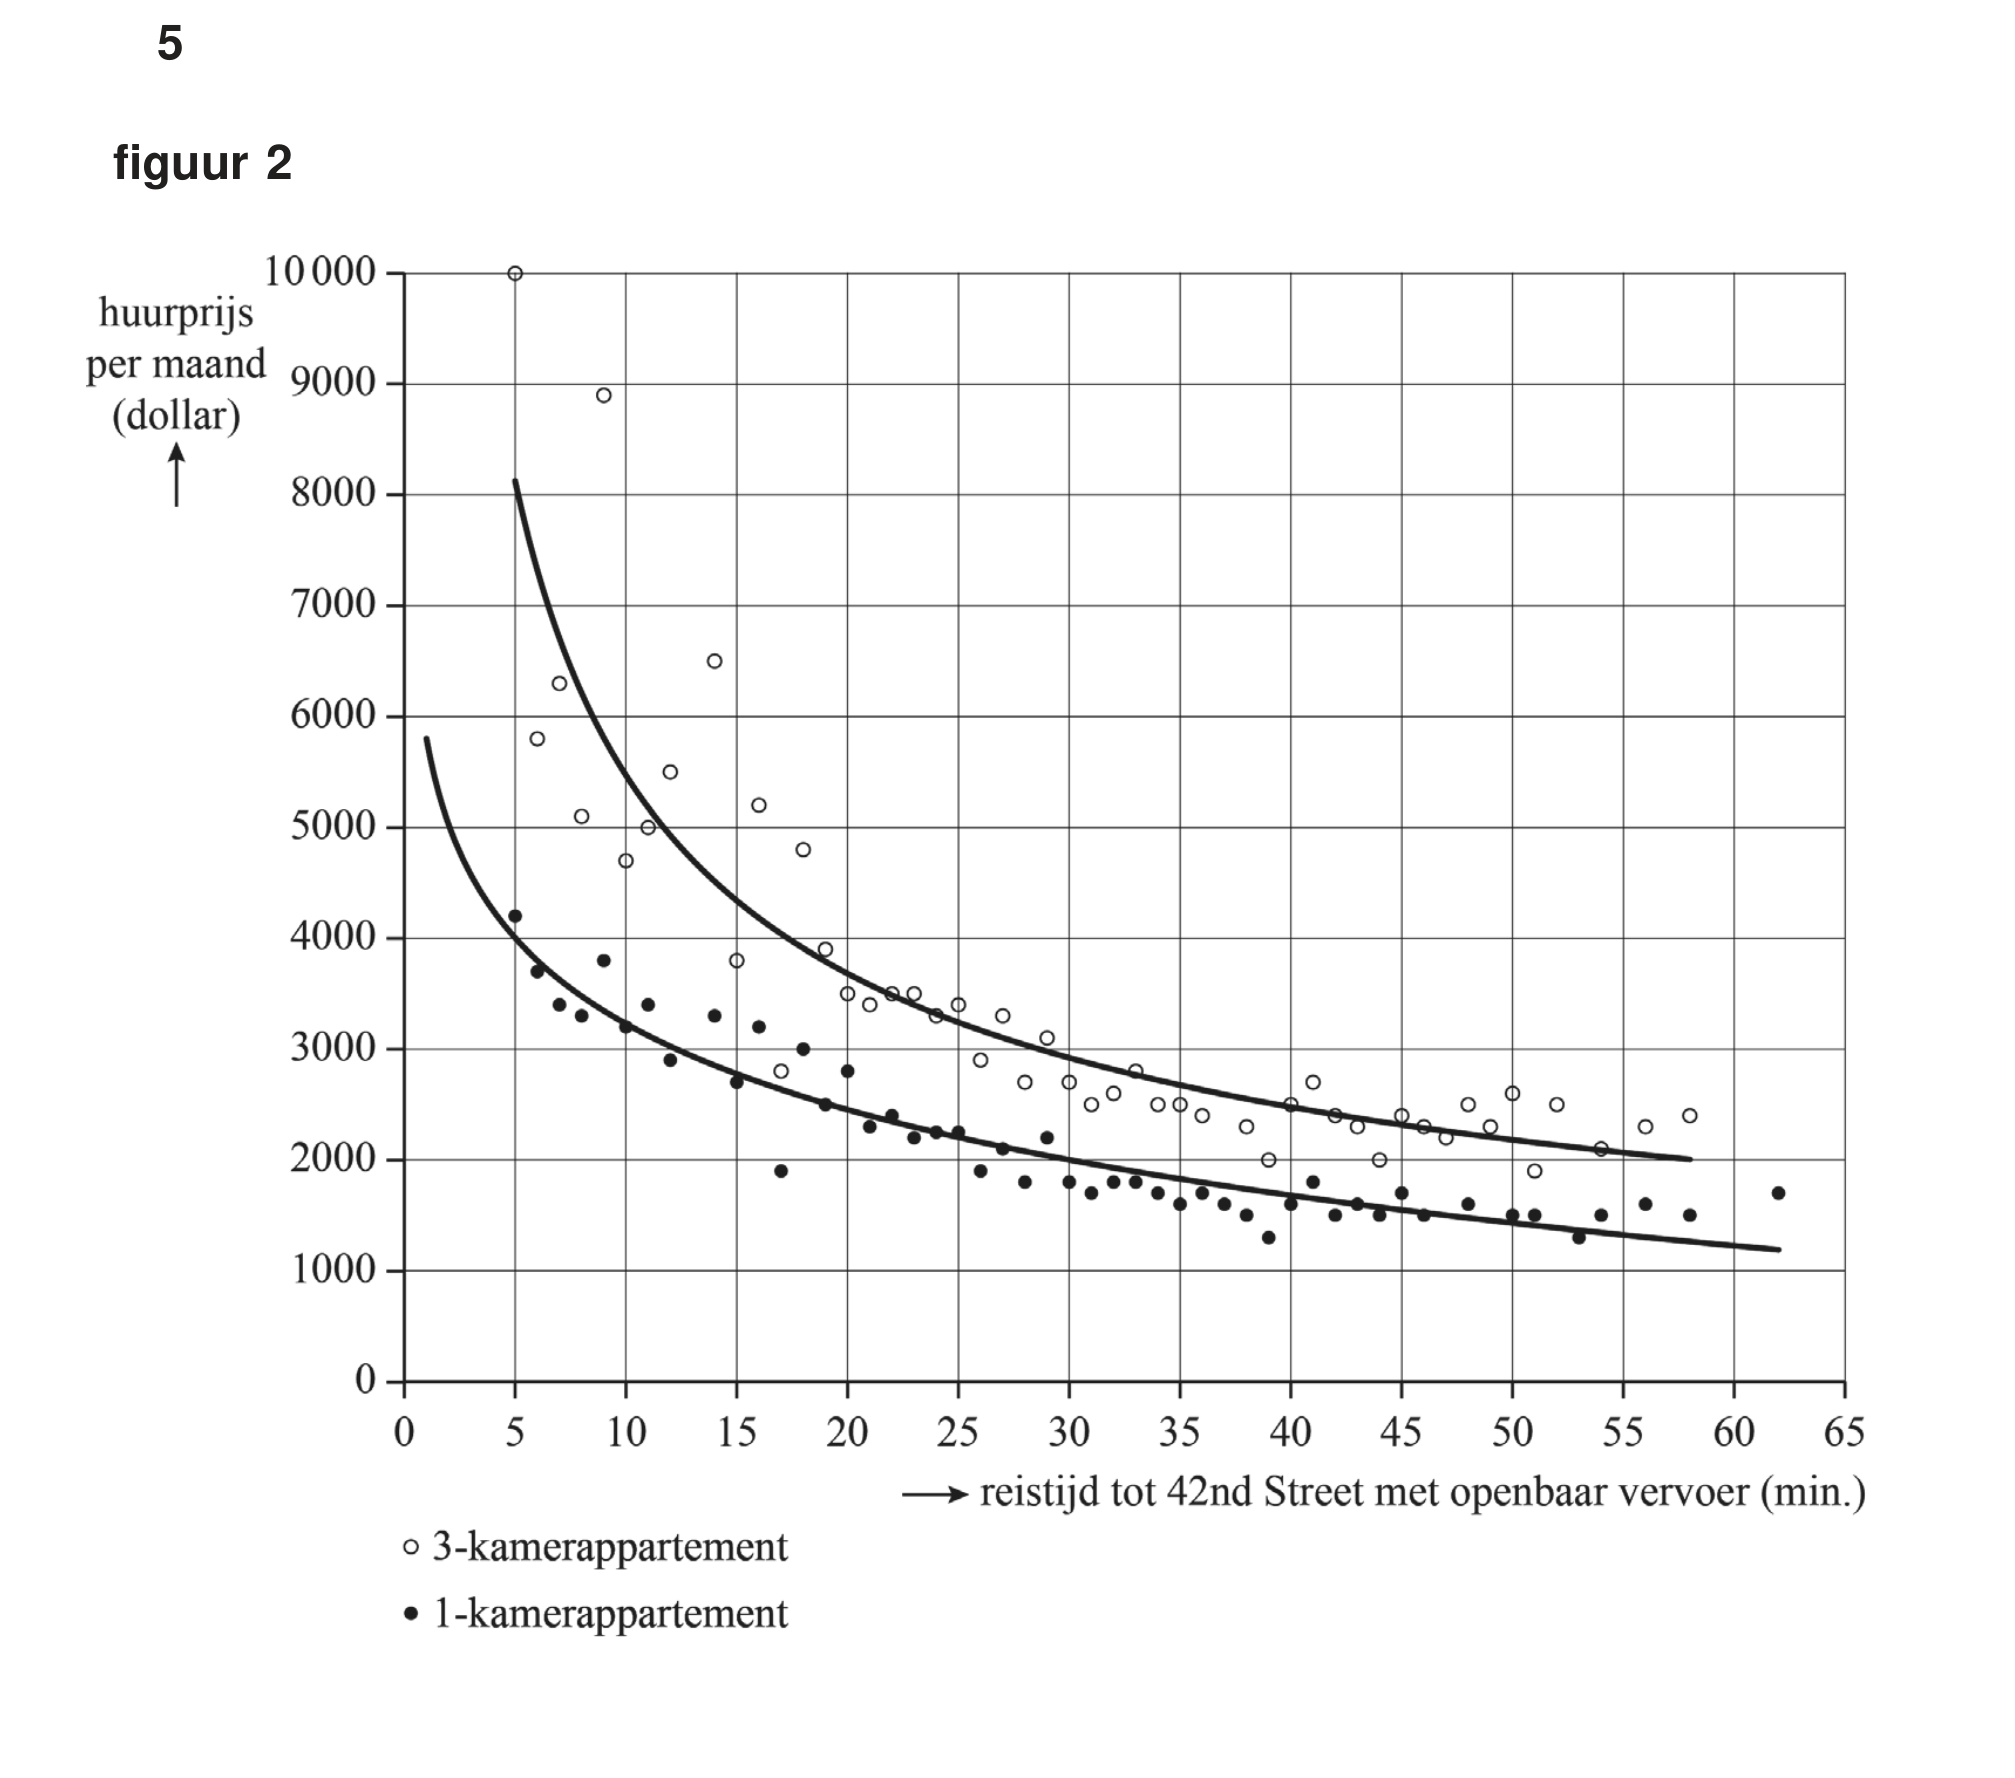 5
figuur 2
huurprijs
per maand
(dollar)
10 000
9000
8000
7000
6000
5000
4000
3000
2000
1000
0
0 5 10 15 20 25 30 35 40 45 50 55 60 65
reistijd tot 42nd Street met openbaar vervoer (min.)
3-kamerappartement
1-kamerappartement